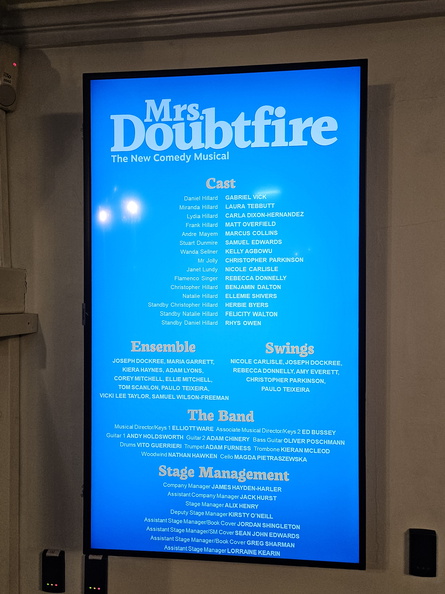 Mrs.
Doubtfire
The New Comedy Musical
Cast
Daniel Hillard GABRIEL VICK
Miranda Hillard LAURA TEBBUTT
Lydia Hillard CARLA DIXON-HERNANDEZ
Frank Hillard MATT OVERFIELD
Andre Mayem MARCUS COLLINS
Stuart Dunmire SAMUEL EDWARDS
Wanda Sellner KELLY AGBOWU
Mr Jolly CHRISTOPHER PARKINSON
Janet Lundy NICOLE CARLISLE
Flamenco Singer REBECCA DONNELLY
Christopher Hillard BENJAMIN DALTON
Natalie Hillard ELLEMIE SHIVERS
Standby Christopher Hillard HERBIE BYERS
Standby Natalie Hillard FELICITY WALTON
Standby Daniel Hillard RHYS OWEN
Ensemble
JOSEPH DOCKREE, MARIA GARRETT,
KIERA HAYNES, ADAM LYONS,
COREY MITCHELL, ELLIE MITCHELL,
TOM SCANLON, PAULO TEIXEIRA,
VICKI LEE TAYLOR, SAMUEL WILSON-FREEMAN
Swings
NICOLE CARLISLE, JOSEPH DOCKREE,
REBECCA DONNELLY, AMY EVERETT,
CHRISTOPHER PARKINSON,
PAULO TEIXEIRA
The Band
Musical Director/Keys 1 ELLIOTT WARE Associate Musical Director/Keys 2 ED BUSSEY
Guitar 1 ANDY HOLDSWORTH Guitar 2 ADAM CHINERY Bass Guitar OLIVER POSCHMANN
Drums VITO GUERRIERI Trumpet ADAM FURNESS Trombone KIERAN MCLEOD
Woodwind NATHAN HAWKEN Cello MAGDA PIETRASZEWSKA
Stage Management
Company Manager JAMES HAYDEN-HARLER
Assistant Company Manager JACK HURST
Stage Manager ALIX HENRY
Deputy Stage Manager KIRSTY O'NEILL
Assistant Stage Manager/Book Cover JORDAN SHINGLETON
Assistant Stage Manager/SM Cover SEAN JOHN EDWARDS
Assistant Stage Manager/Book Cover GREG SHARMAN
Assistant Stage Manager LORRAINE KEARIN